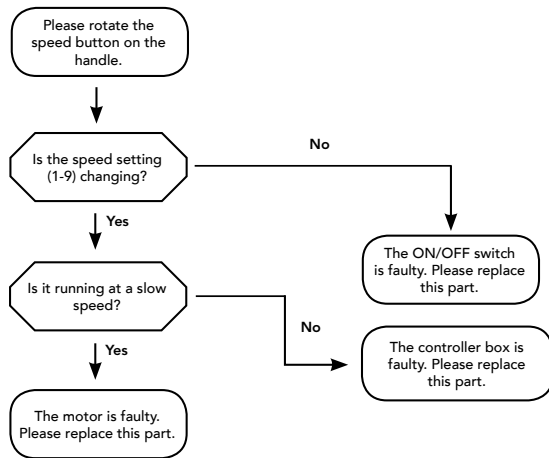 Please rotate the
speed button on the
handle.
No
Is the speed setting
(1-9) changing?
Yes
The ON/OFF switch
is faulty. Please replace
this part.
Is it running at a slow
speed?
No
The controller box is
faulty. Please replace
this part.
Yes
The motor is faulty.
Please replace this part.